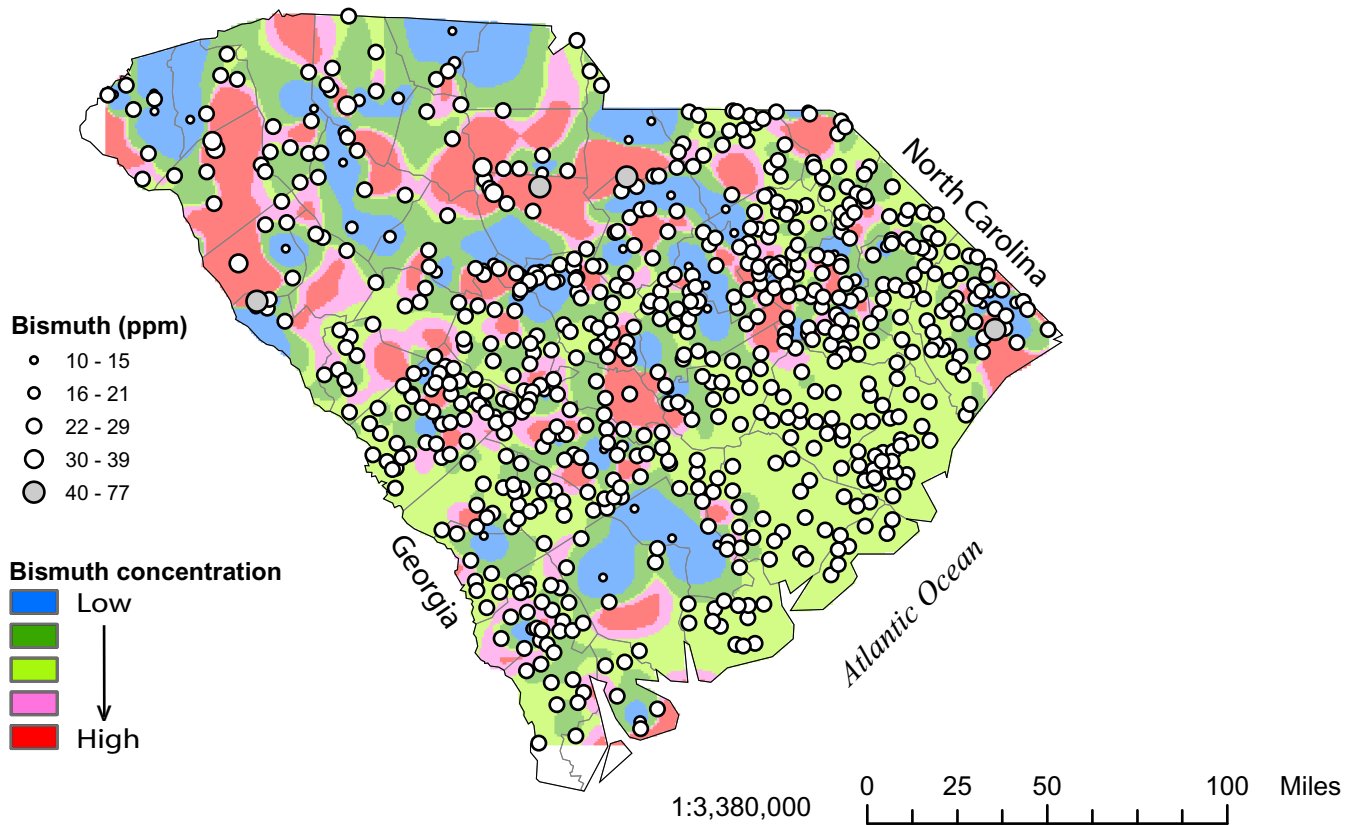 North Carolina
Bismuth (ppm)
10 - 15
16 - 21
22 - 29
30 - 39
40 - 77
Georgia
Bismuth concentration
Low
High
Atlantic Ocean
0 25 50 100 Miles
1:3,380,000